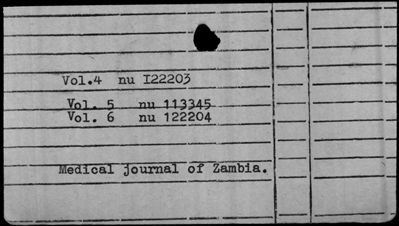 Vol.4 nu I22203
Vol. 5 nu 113345
Vol. 6 nu 122204
Medical journal of Zambia.